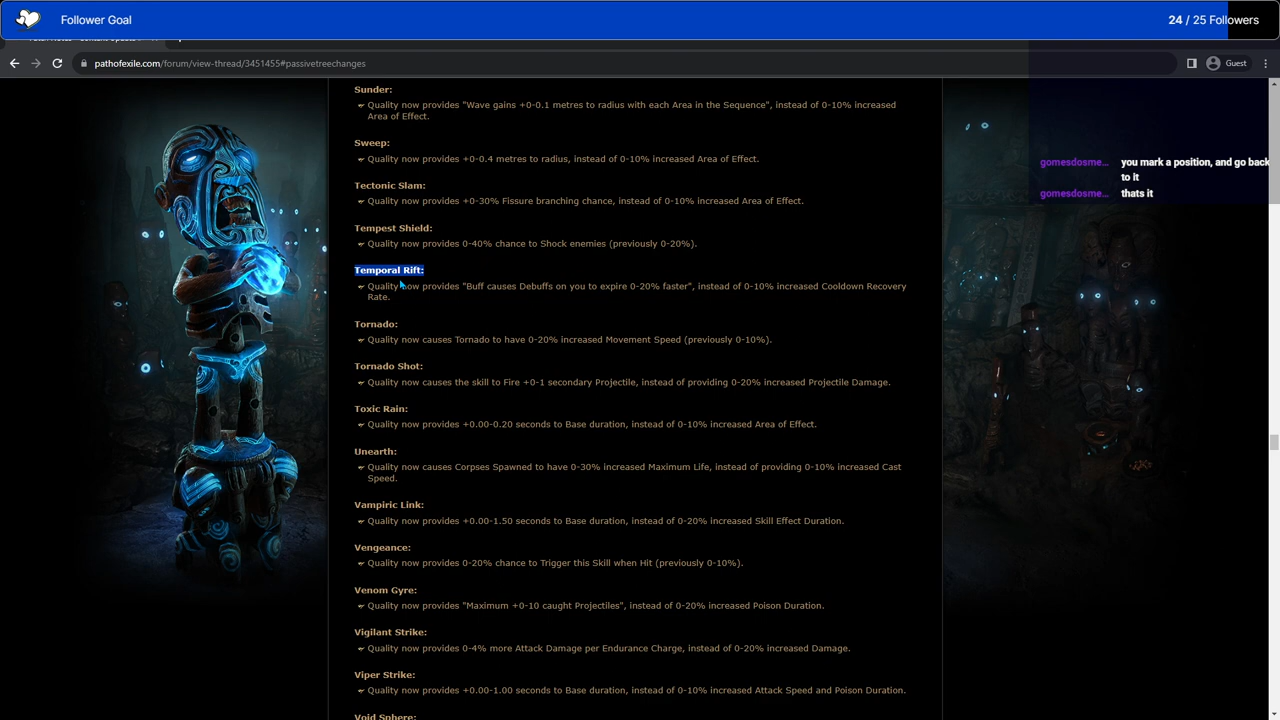 Follower Goal
24 / 25 Followers
pathofexile.com/forum/view-thread/3451455#passivetreechanges
Guest
Sunder:
Quality now provides "Wave gains +0-0.1 metres to radius with each Area in the Sequence", instead of 0-10% increased
Area of Effect.
Sweep:
Quality now provides +0-0.4 metres to radius, instead of 0-10% increased Area of Effect.
Tectonic Slam:
Quality now provides +0-30% Fissure branching chance, instead of 0-10% increased Area of Effect.
Tempest Shield:
Quality now provides 0-40% chance to Shock enemies (previously 0-20%).
Temporal Rift:
Quality now provides "Buff causes Debuffs on you to expire 0-20% faster", instead of 0-10% increased Cooldown Recovery
Rate.
Tornado:
Quality now causes Tornado to have 0-20% increased Movement Speed (previously 0-10%).
Tornado Shot:
Quality now causes the skill to Fire +0-1 secondary Projectile, instead of providing 0-20% increased Projectile Damage.
Toxic Rain:
Quality now provides +0.00-0.20 seconds to Base duration, instead of 0-10% increased Area of Effect.
Unearth:
Quality now causes Corpses Spawned to have 0-30% increased Maximum Life, instead of providing 0-10% increased Cast
Speed.
Vampiric Link:
Quality now provides +0.00-1.50 seconds to Base duration, instead of 0-20% increased Skill Effect Duration.
Vengeance:
Quality now provides 0-20% chance to Trigger this Skill when Hit (previously 0-10%).
Venom Gyre:
Quality now provides "Maximum +0-10 caught Projectiles", instead of 0-20% increased Poison Duration.
Vigilant Strike:
Quality now provides 0-4% more Attack Damage per Endurance Charge, instead of 0-20% increased Damage.
Viper Strike:
Quality now provides +0.00-1.00 seconds to Base duration, instead of 0-10% increased Attack Speed and Poison Duration.
Void Sphere:
gomesdosme... you mark a position, and go back
to it
gomesdosme... thats it